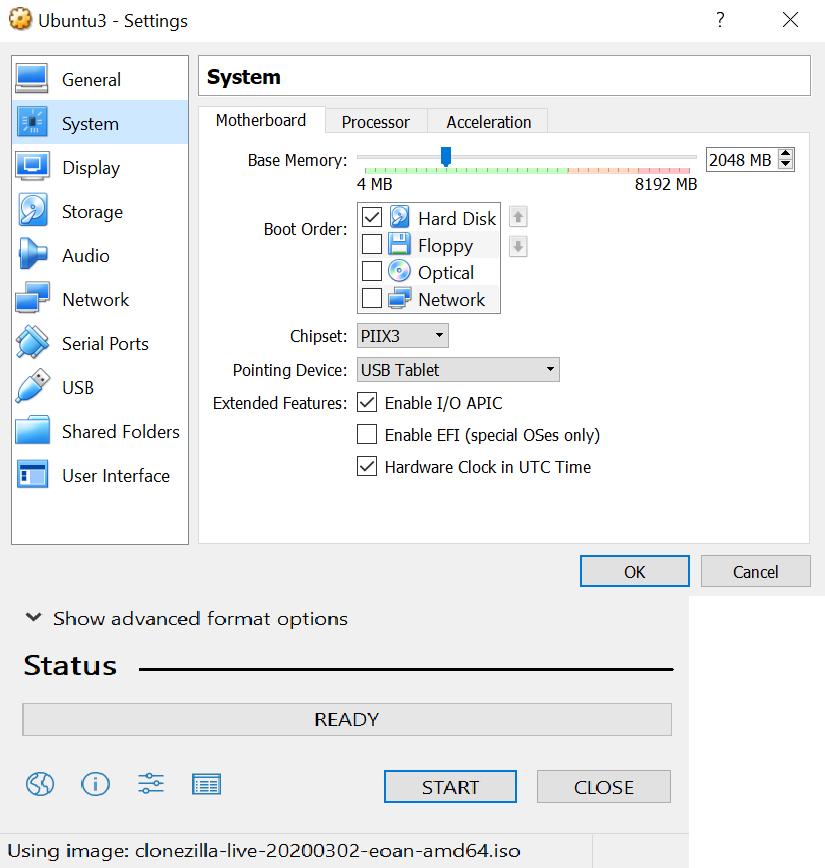 Ubuntu3 - Settings ?
General
System
Display
Storage
Audio
Network
Serial Ports
USB
Shared Folders
User Interface
System
Motherboard Processor Acceleration
Base Memory: 2048 MB
4 MB 8192 MB
Boot Order: Hard Disk
Floppy
Optical
Network
Chipset: PIIX3
Pointing Device: USB Tablet
Extended Features: Enable I/O APIC
Enable EFI (special OSes only)
Hardware Clock in UTC Time
OK Cancel
Show advanced format options
Status
READY
START CLOSE
Using image: clonezilla-live-20200302-eoan-amd64.iso